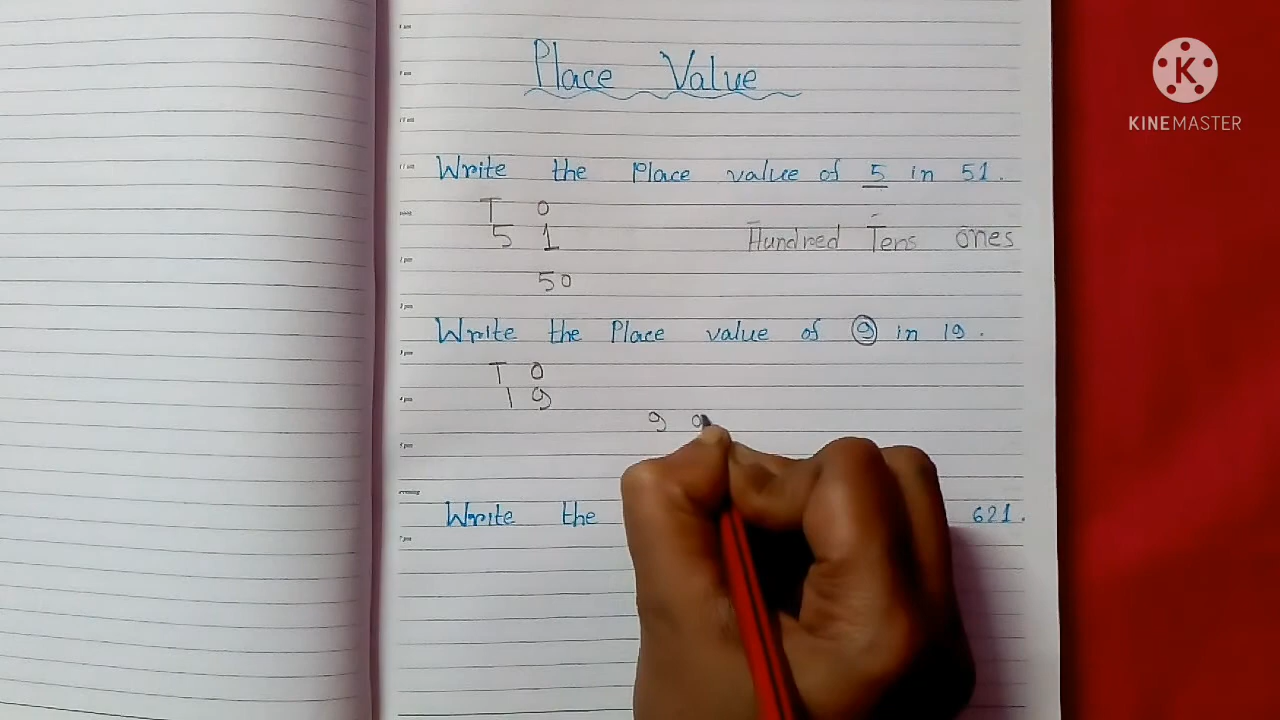 Place Value
KINEMASTER
Write the Place value of 5 in 51.
T O
5 1
Hundred Tens ones
50
Write the Place value of 9 in 19.
T O
1 9
9 9
Write the 621.